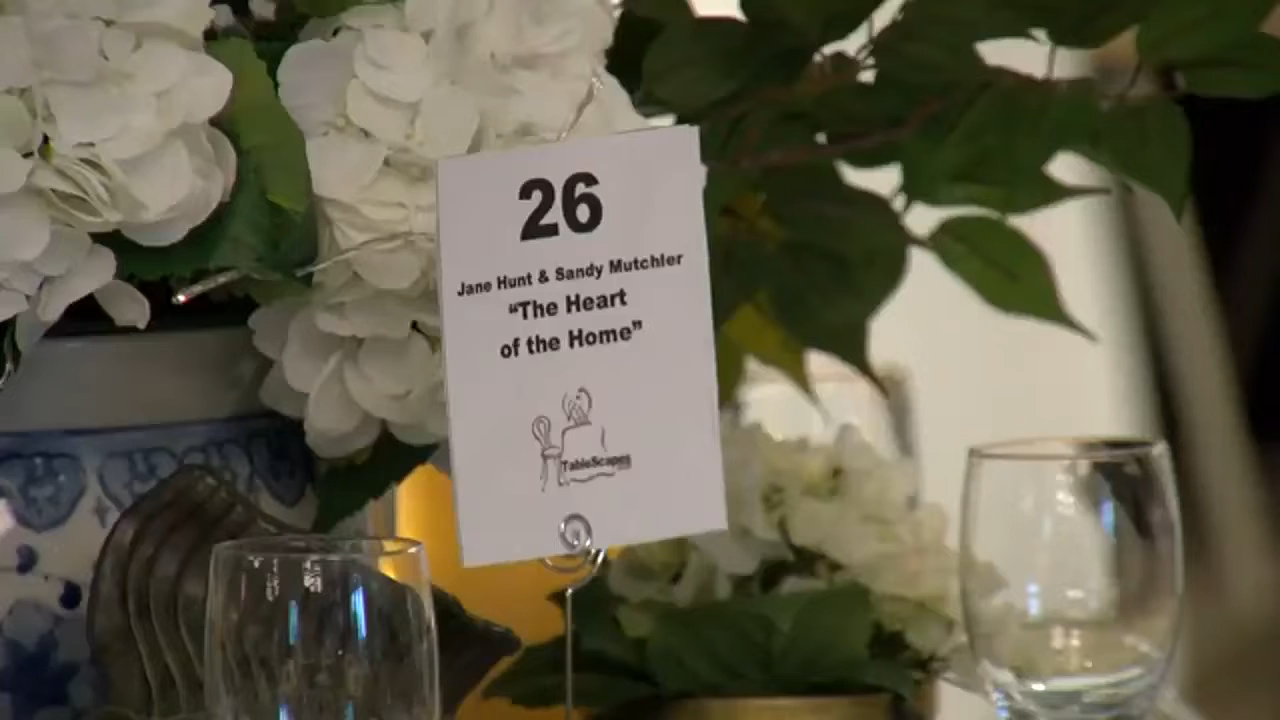 26
Jane Hunt & Sandy Mutchler
“The Heart
of the Home”
TableScapes